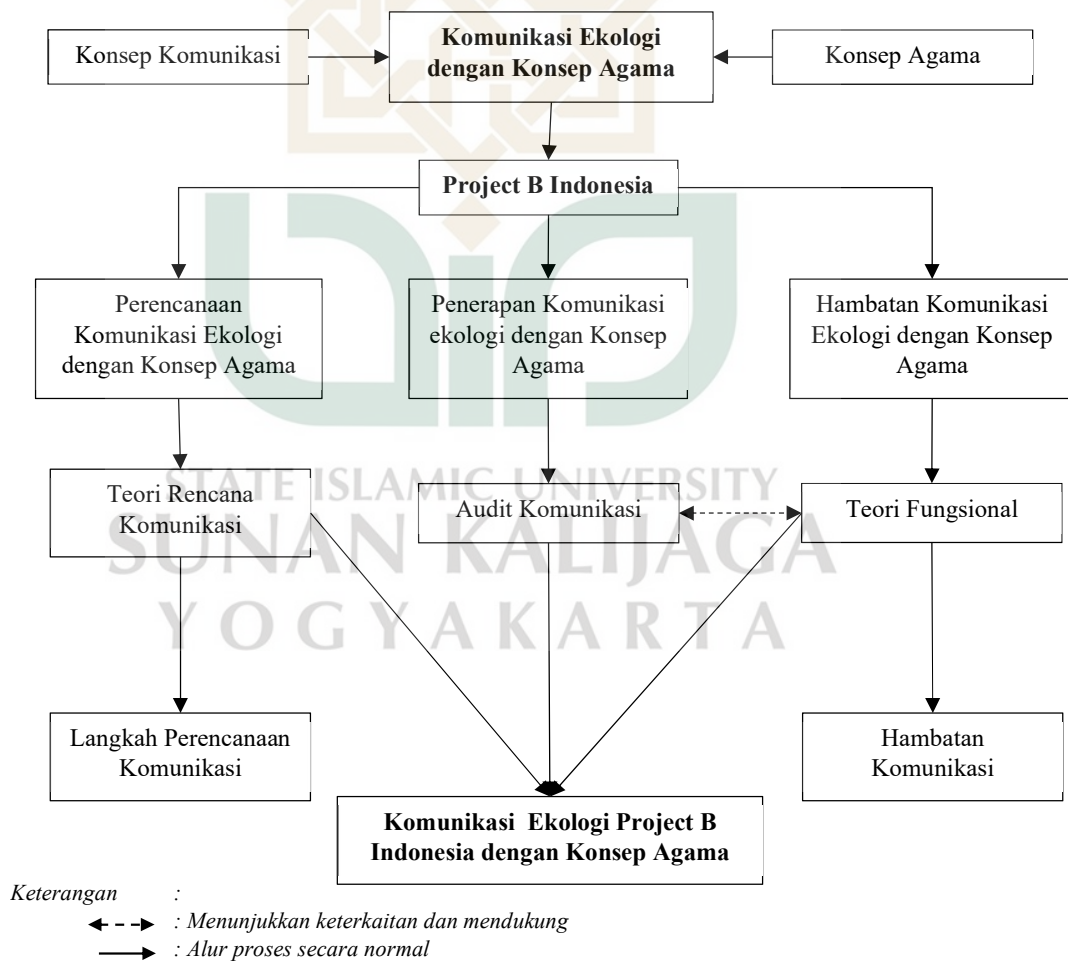 Konsep Komunikasi
Komunikasi Ekologi
dengan Konsep Agama
Konsep Agama
Project B Indonesia
Perencanaan
Komunikasi Ekologi
dengan Konsep Agama
Penerapan Komunikasi
ekologi dengan Konsep
Agama
Hambatan Komunikasi
Ekologi dengan Konsep
Agama
STATE ISLAMIC UNIVERSITY
SUNAN KALIJAGA
YOGYAKARTA
Teori Rencana
Komunikasi
Audit Komunikasi
Teori Fungsional
Langkah Perencanaan
Komunikasi
Hambatan
Komunikasi
Komunikasi Ekologi Project B
Indonesia dengan Konsep Agama
Keterangan :
: Menunjukkan keterkaitan dan mendukung
: Alur proses secara normal